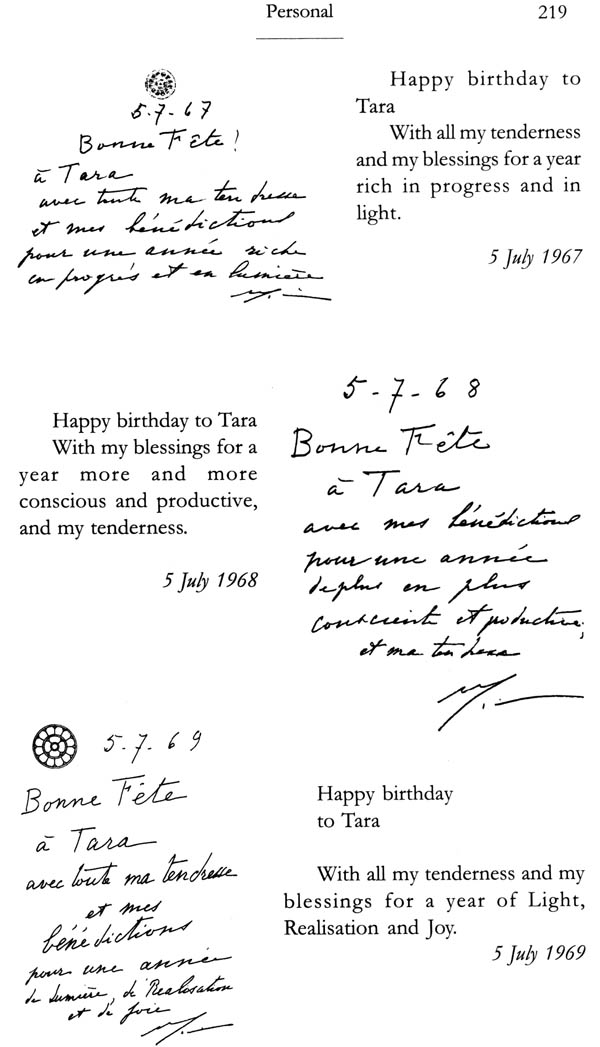 Personal 219
5-7-67
Bonne Fête!
à Tara
avec toute ma tendresse
et mes bénédictions
pour une année riche
en progrès et en lumière
Happy birthday to
Tara
With all my tenderness
and my blessings for a year
rich in progress and in
light.
5 July 1967
Happy birthday to Tara
With my blessings for a
year more and more
conscious and productive,
and my tenderness.
5 July 1968
5-7-68
Bonne Fête
à Tara
avec mes bénédictions
pour une année
de plus en plus
consciente et productive,
et ma tendresse
5-7-69
Bonne Fête
à Tara
avec toute ma tendresse
et mes
bénédictions
pour une année
de Lumière, de Realisation
et de Joie
Happy birthday
to Tara
With all my tenderness and my
blessings for a year of Light,
Realisation and Joy.
5 July 1969